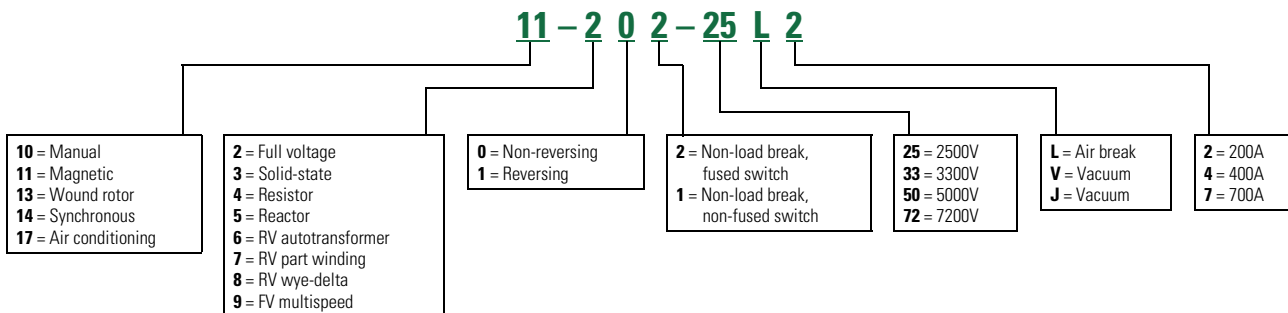 11 – 2 0 2 – 25 L 2
10 = Manual
11 = Magnetic
13 = Wound rotor
14 = Synchronous
17 = Air conditioning
2 = Full voltage
3 = Solid-state
4 = Resistor
5 = Reactor
6 = RV autotransformer
7 = RV part winding
8 = RV wye-delta
9 = FV multispeed
0 = Non-reversing
1 = Reversing
2 = Non-load break,
fused switch
1 = Non-load break,
non-fused switch
25 = 2500V
33 = 3300V
50 = 5000V
72 = 7200V
L = Air break
V = Vacuum
J = Vacuum
2 = 200A
4 = 400A
7 = 700A